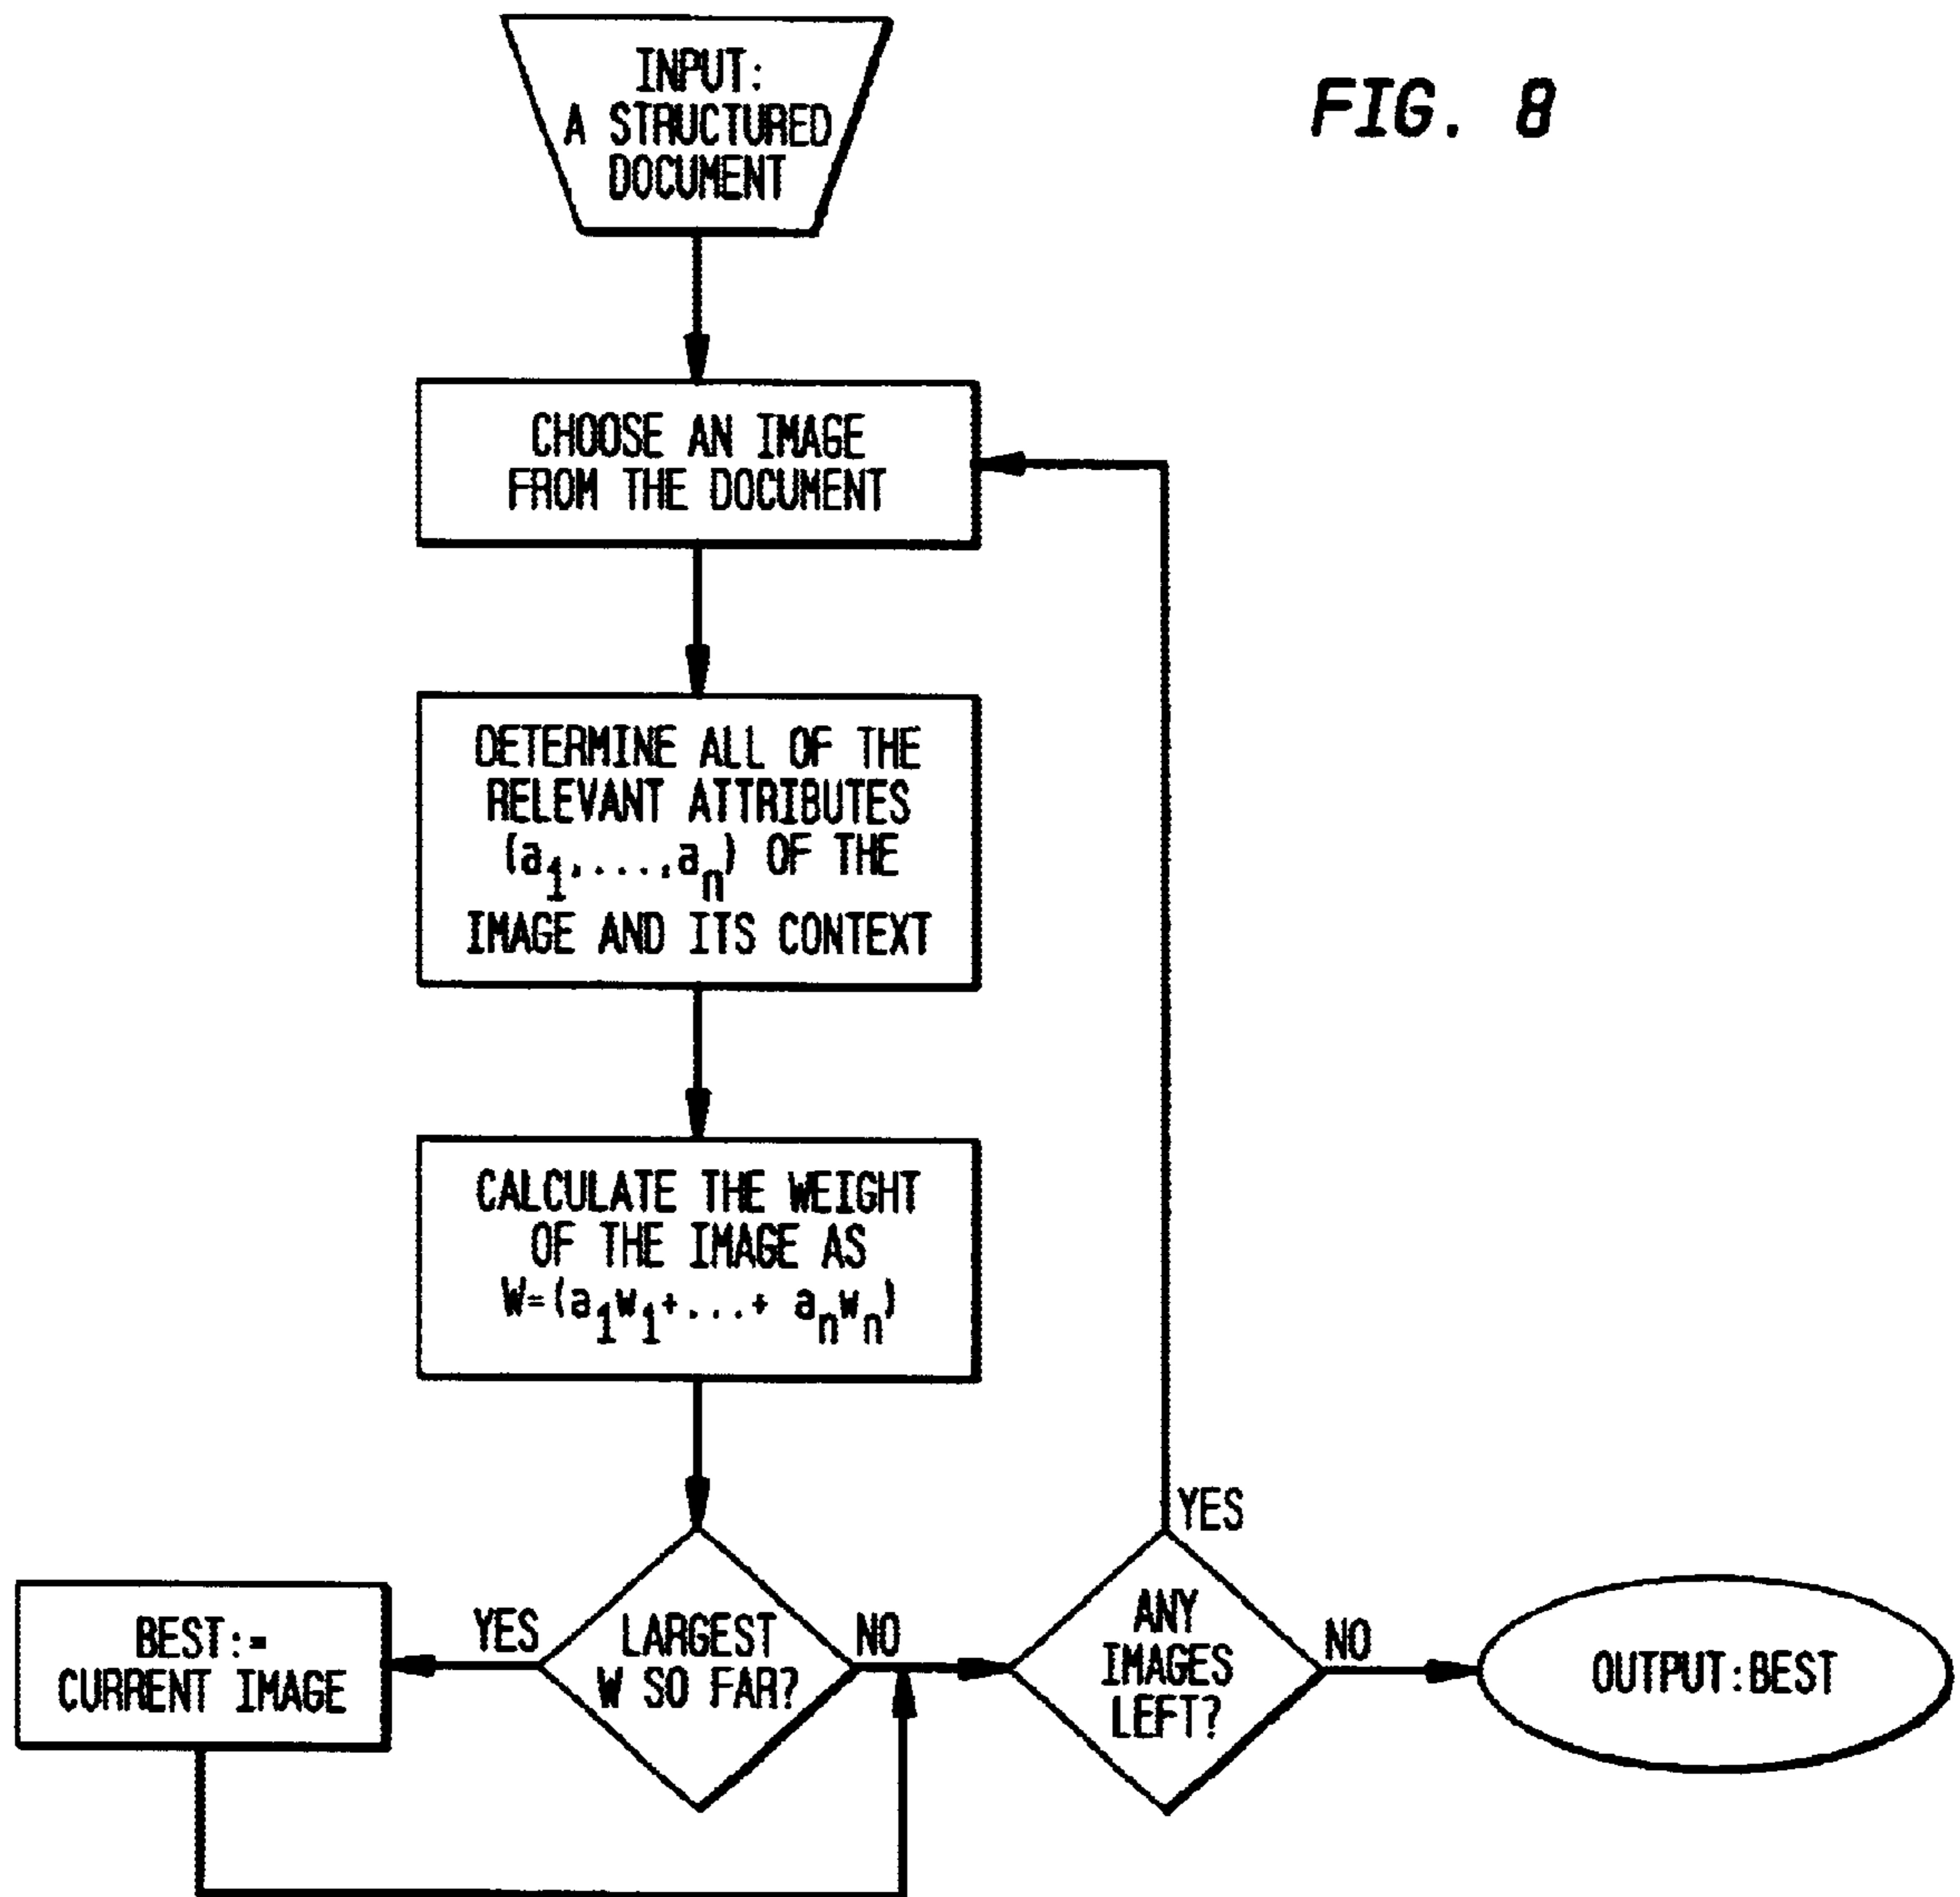 FIG. 8
INPUT:
A STRUCTURED
DOCUMENT
CHOOSE AN IMAGE
FROM THE DOCUMENT
DETERMINE ALL OF THE
RELEVANT ATTRIBUTES
(a₁,...,aₙ) OF THE
IMAGE AND ITS CONTEXT
CALCULATE THE WEIGHT
OF THE IMAGE AS
W=(a₁w₁+...+ aₙwₙ)
LARGEST
W SO FAR?
YES
NO
BEST:=
CURRENT IMAGE
ANY
IMAGES
LEFT?
YES
NO
OUTPUT:BEST